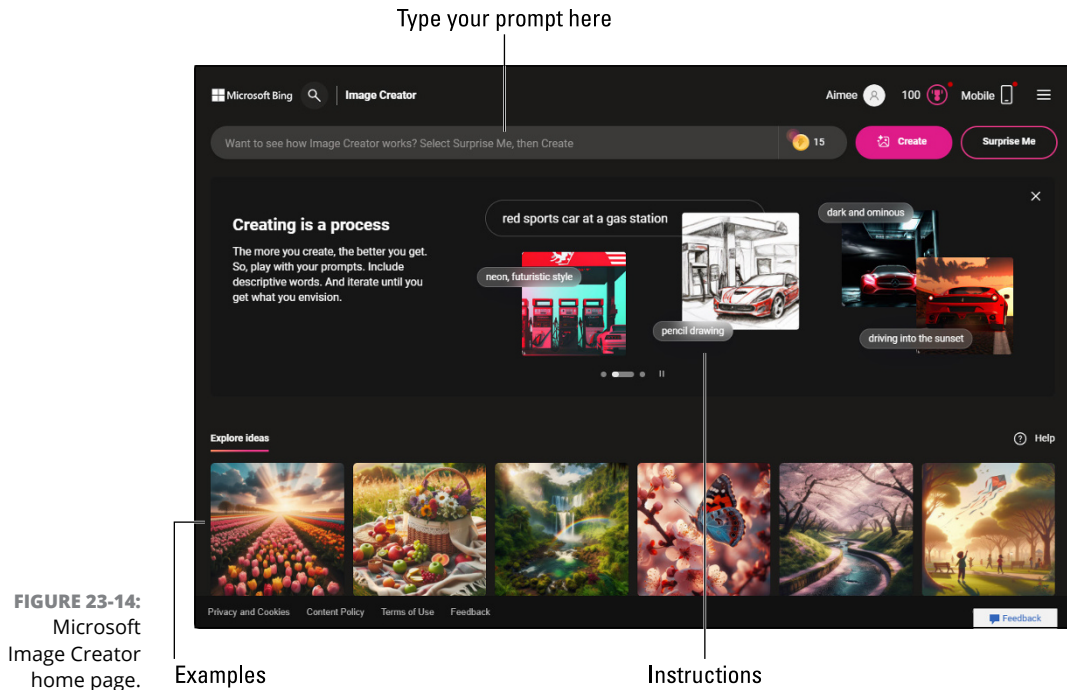 Type your prompt here
Microsoft Bing
Image Creator
Aimee
100
Mobile
Want to see how Image Creator works? Select Surprise Me, then Create
15
Create
Surprise Me
Creating is a process
The more you create, the better you get.
So, play with your prompts. Include
descriptive words. And iterate until you
get what you envision.
red sports car at a gas station
neon, futuristic style
pencil drawing
dark and ominous
driving into the sunset
Explore ideas
Help
Privacy and Cookies
Content Policy
Terms of Use
Feedback
Feedback
FIGURE 23-14:
Microsoft
Image Creator
home page.
Examples
Instructions